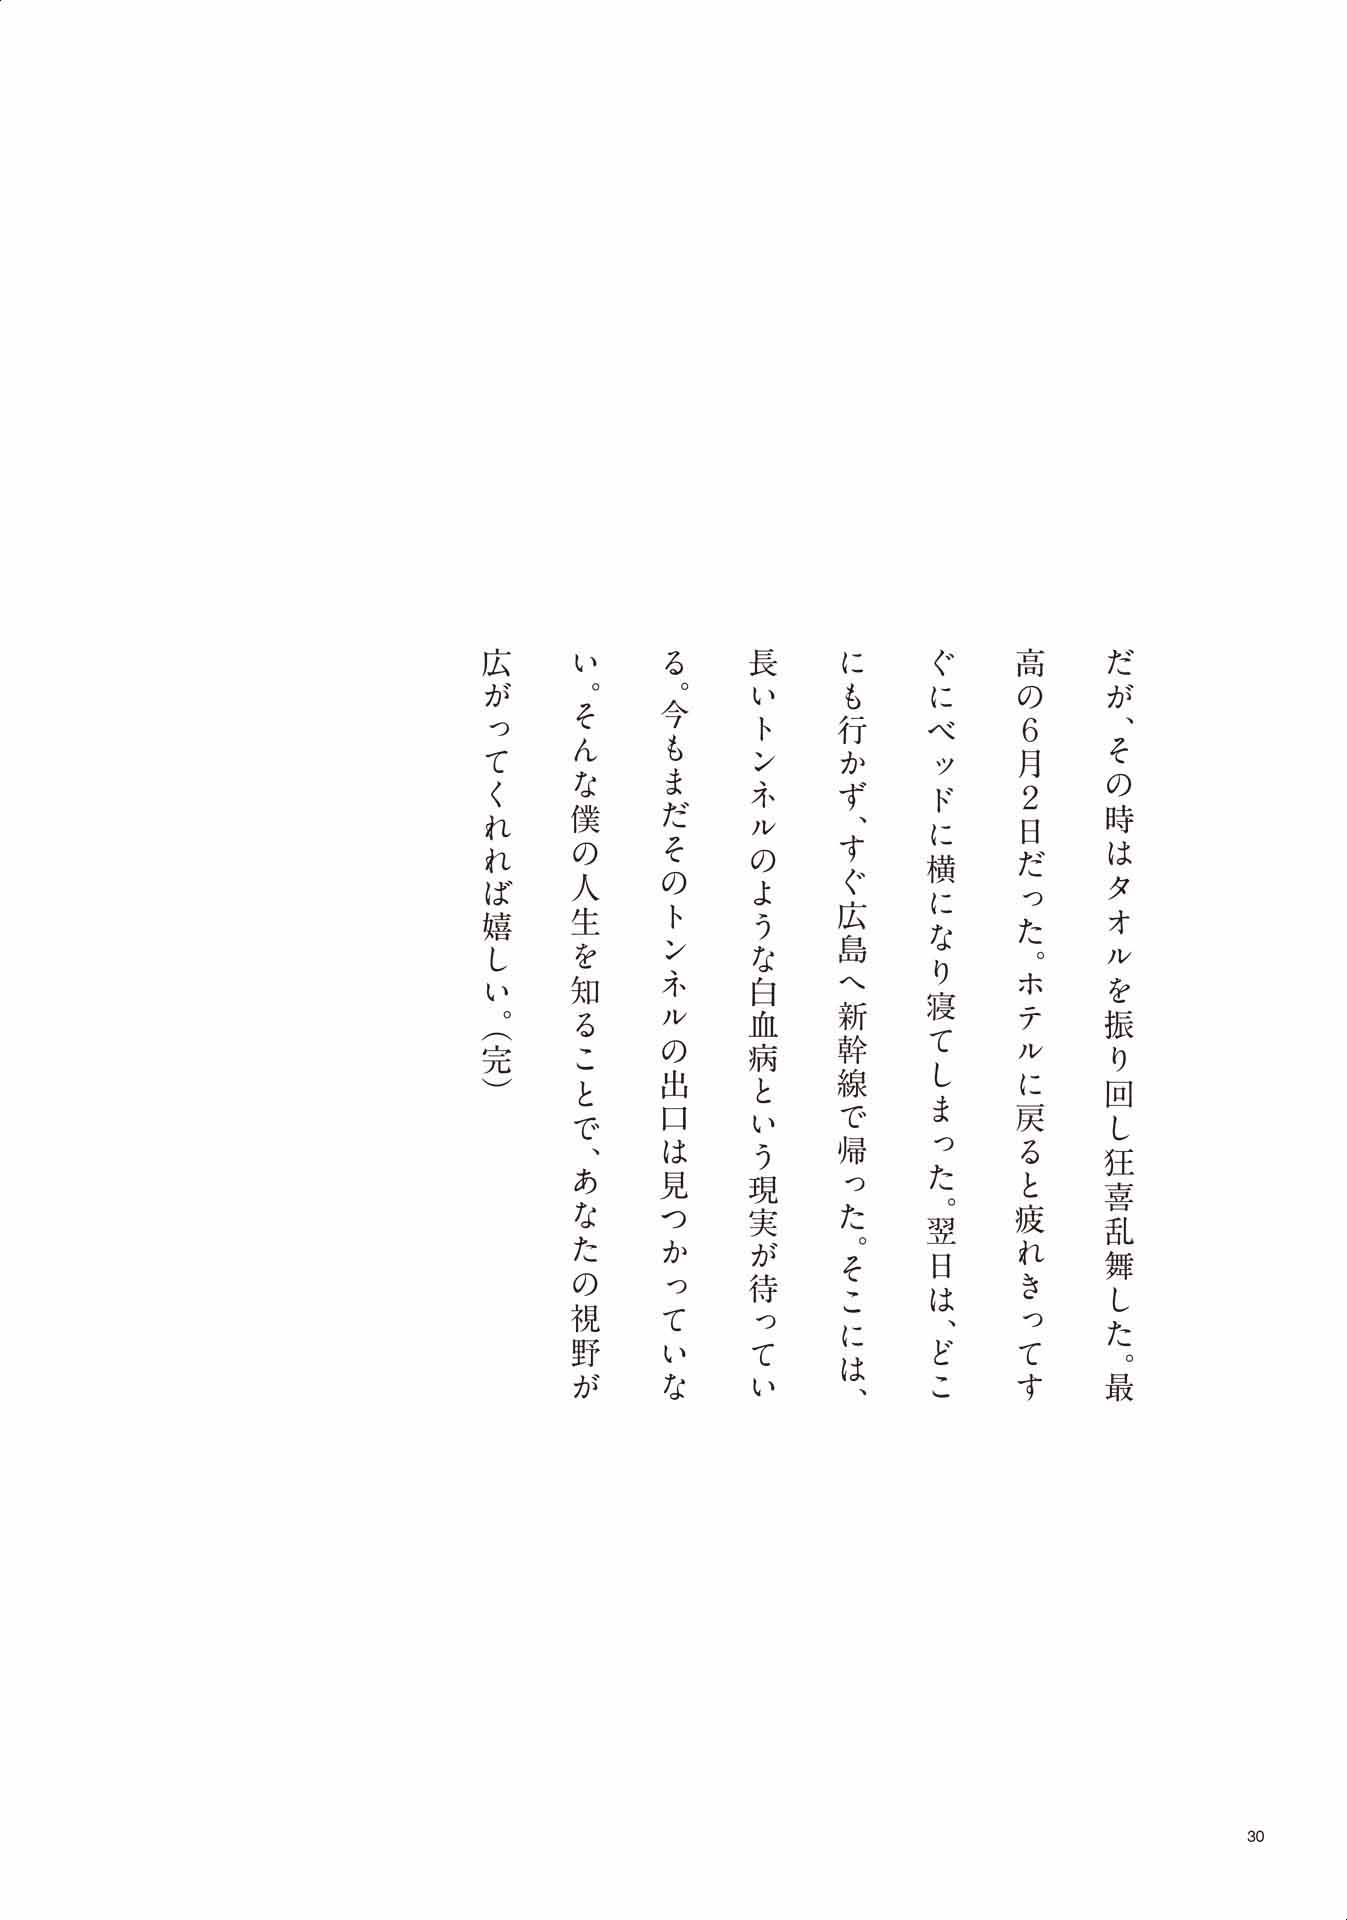 だが、その時はタオルを振り回し狂喜乱舞した。最
高の6月2日だった。ホテルに戻ると疲れきってす
ぐにベッドに横になり寝てしまった。翌日は、どこ
にも行かず、すぐ広島へ新幹線で帰った。そこには、
長いトンネルのような白血病という現実が待ってい
る。今もまだそのトンネルの出口は見つかっていな
い。そんな僕の人生を知ることで、あなたの視野が
広がってくれれば嬉しい。(完)
30